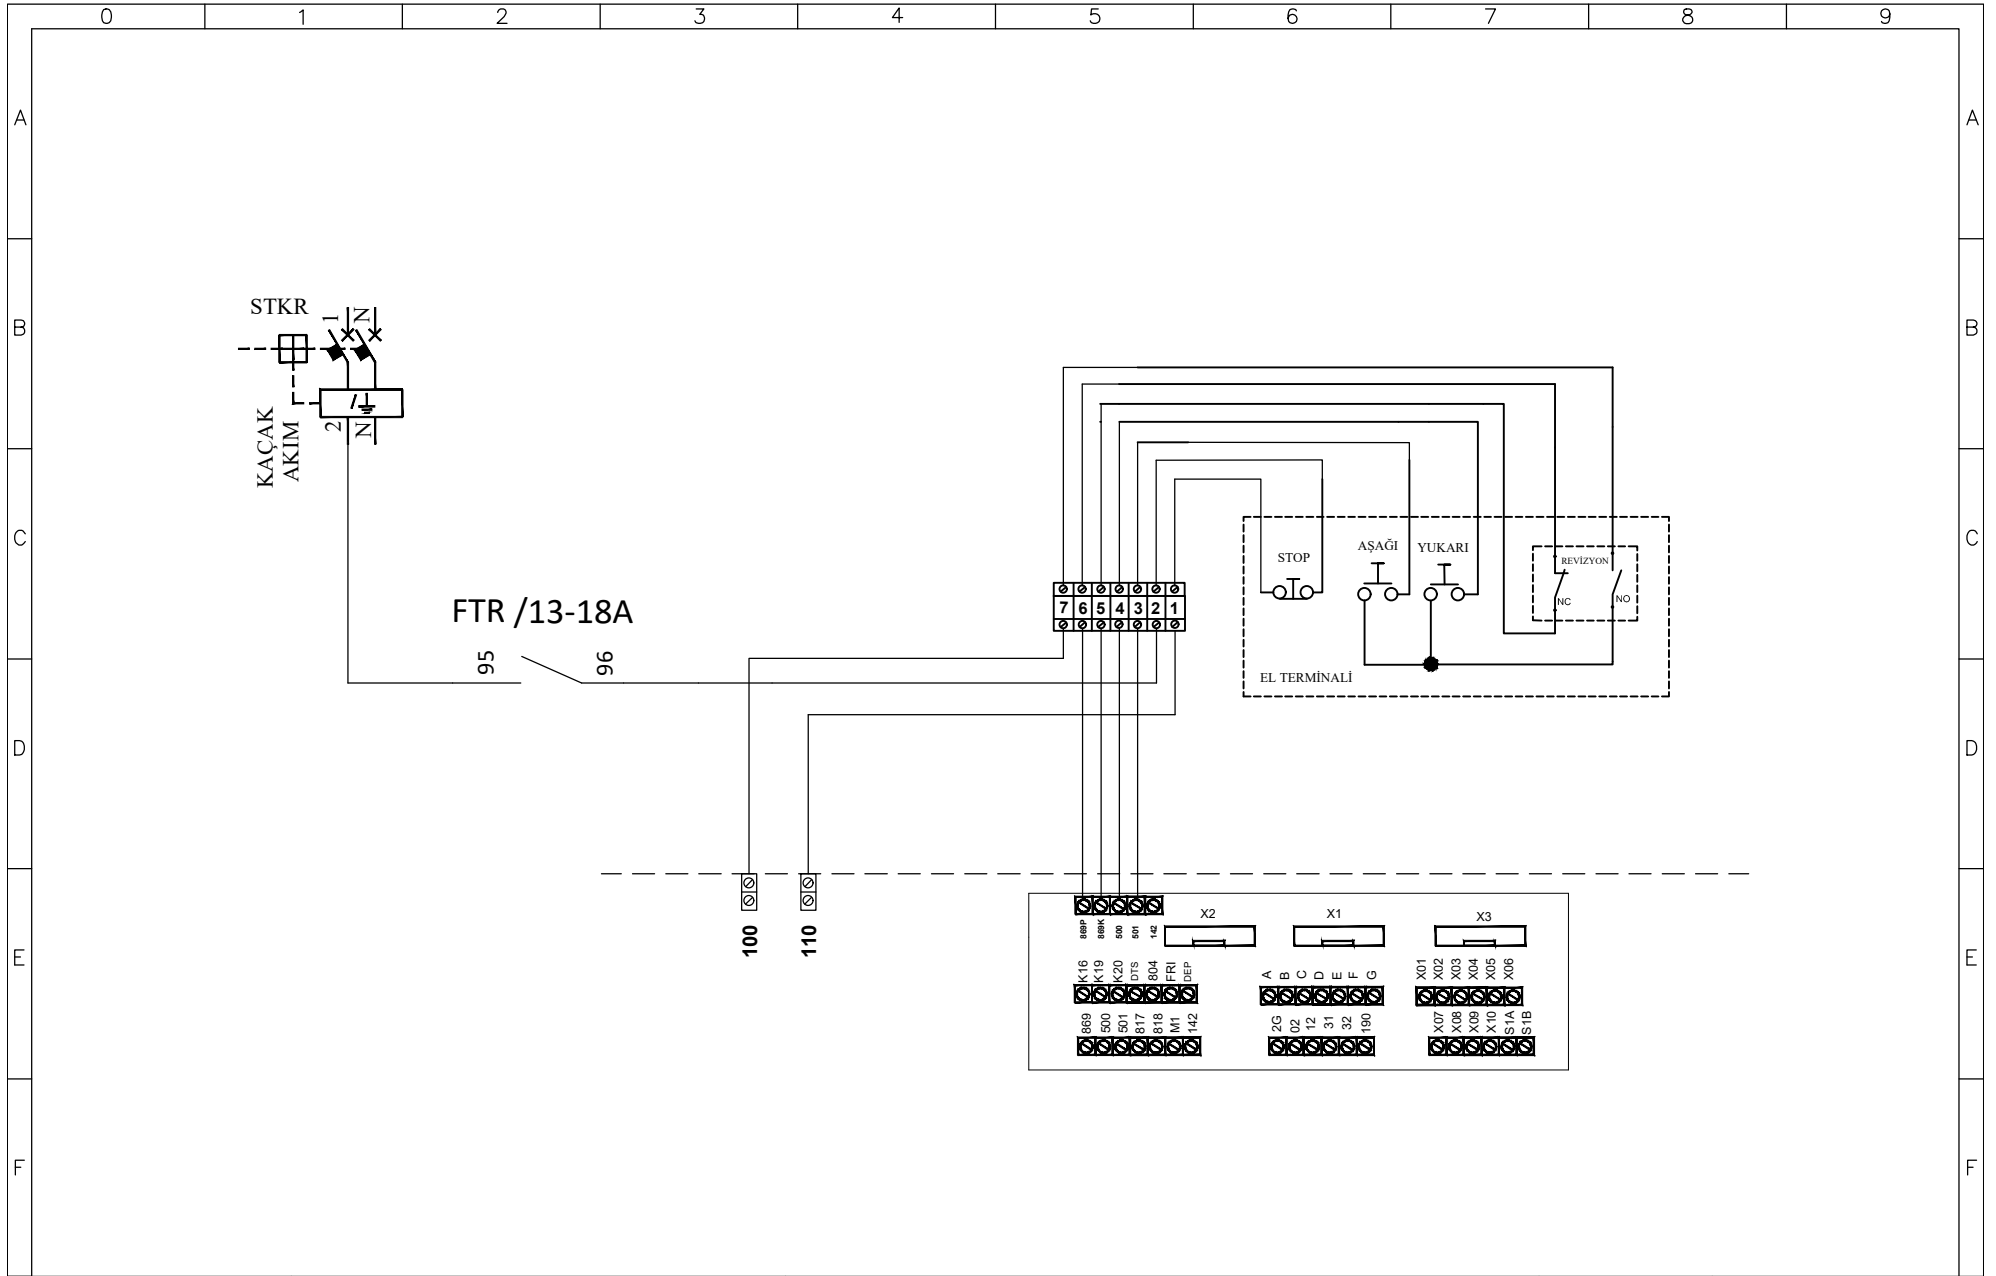 0 1 2 3 4 5 6 7 8 9
A A
B B
C C
D D
E E
F F
STKR
1 N
KAÇAK
AKIM
2 N
FTR /13-18A
95 96
7 6 5 4 3 2 1
STOP AŞAĞI YUKARI
REVİZYON
NC NO
EL TERMİNALİ
100 110
869P 869K 500 501 142
X2 X1 X3
K16 K19 K20 DTS 804 FRI DEP
A B C D E F G
X01 X02 X03 X04 X05 X06
869 500 501 817 818 M1 142
2G 02 12 31 32 190
X07 X08 X09 X10 S1A S1B